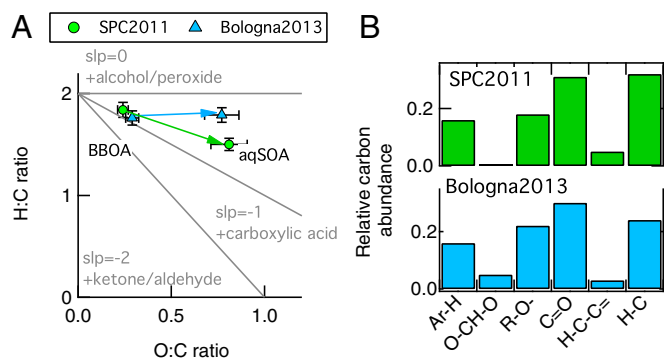 A
SPC2011
Bologna2013
slp=0
+alcohol/peroxide
2
1
0
H:C ratio
BBOA
aqSOA
slp=-1
+carboxylic acid
slp=-2
+ketone/aldehyde
0.0
0.5
1.0
O:C ratio
B
SPC2011
0.2
0.0
Bologna2013
0.2
0.0
Relative carbon
abundance
Ar-H
O-CH-O
R-O-
C=O
H-C-C=
H-C